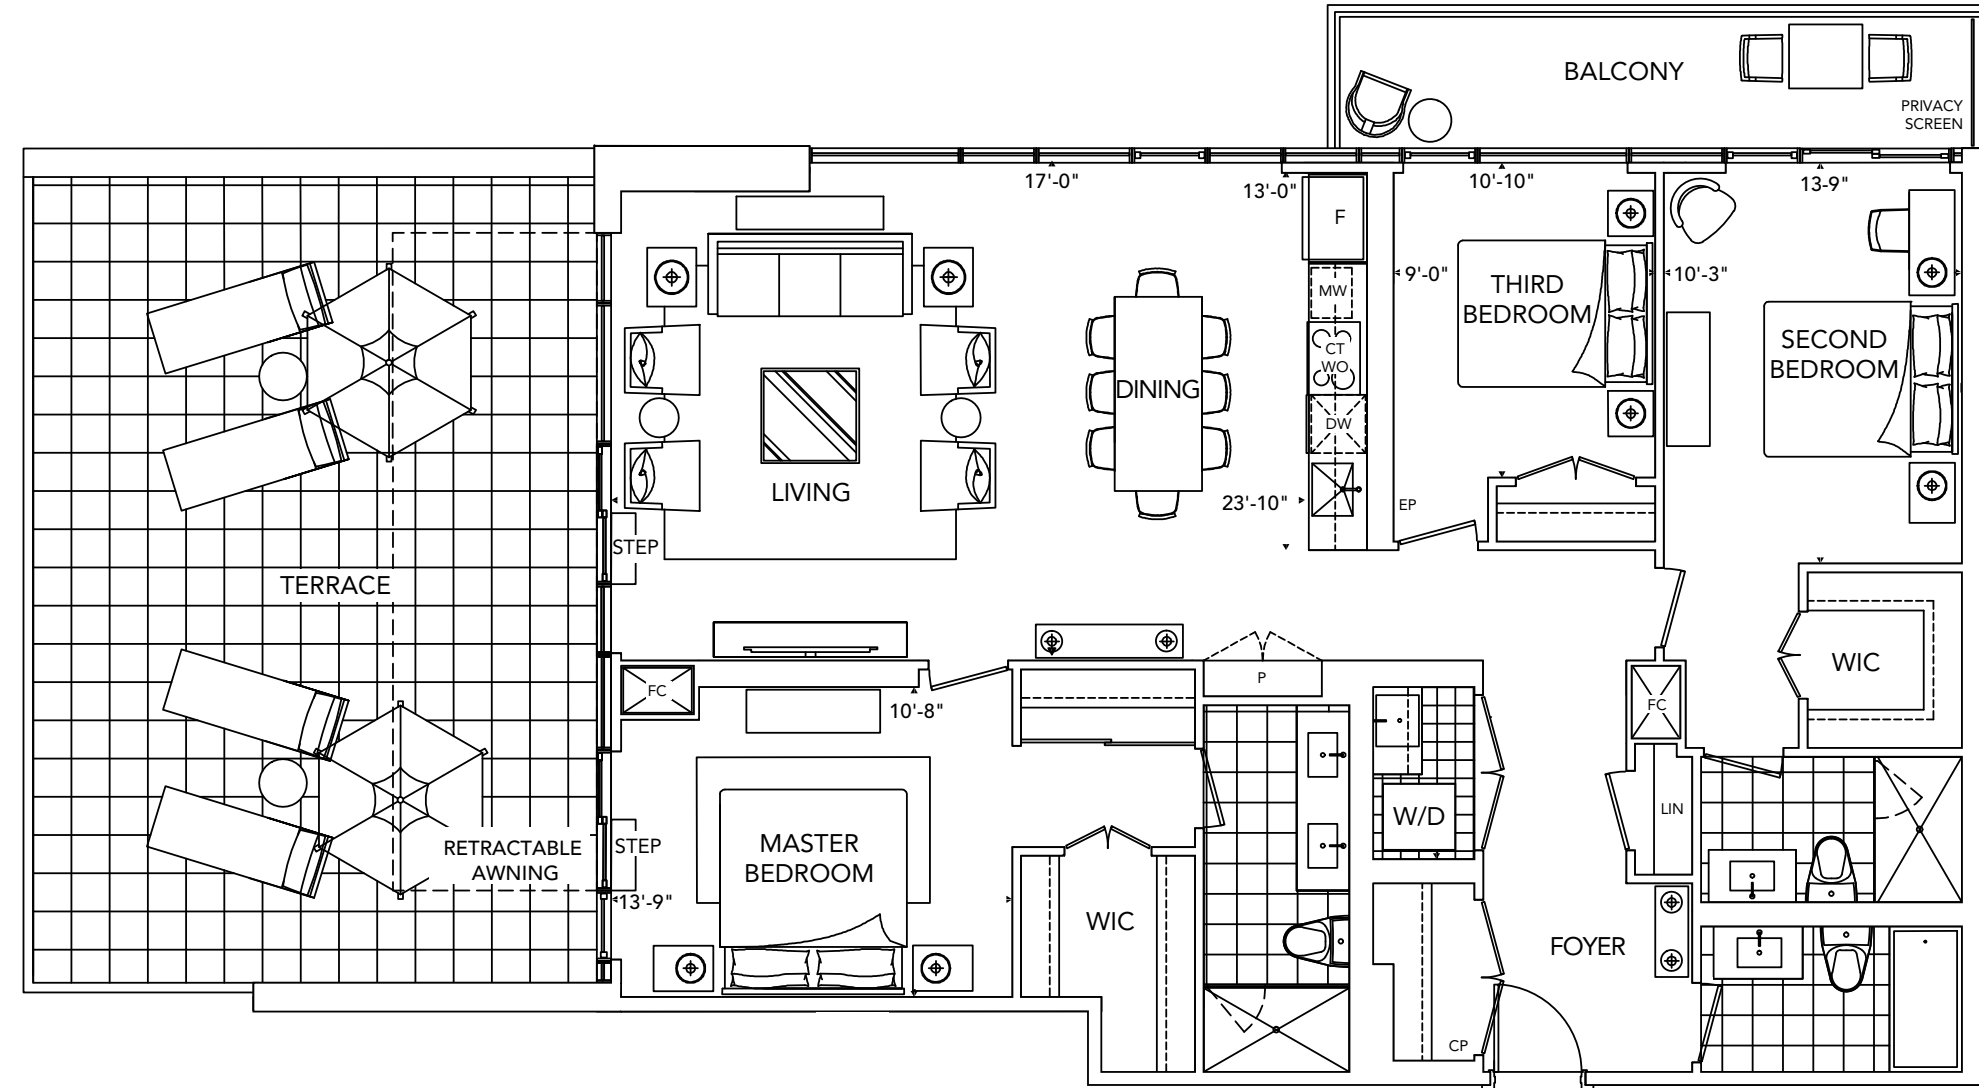 BALCONY
PRIVACY
SCREEN
17'-0"
13'-0"
10'-10"
13-9"
F
MW
CT
WO
DW
9'-0"
10'-3"
THIRD
BEDROOM
SECOND
BEDROOM
DINING
LIVING
23'-10"
EP
STEP
TERRACE
WIC
FC
P
FC
10'-8"
W/D
LIN
RETRACTABLE
AWNING
STEP
MASTER
BEDROOM
13'-9"
WIC
FOYER
CP